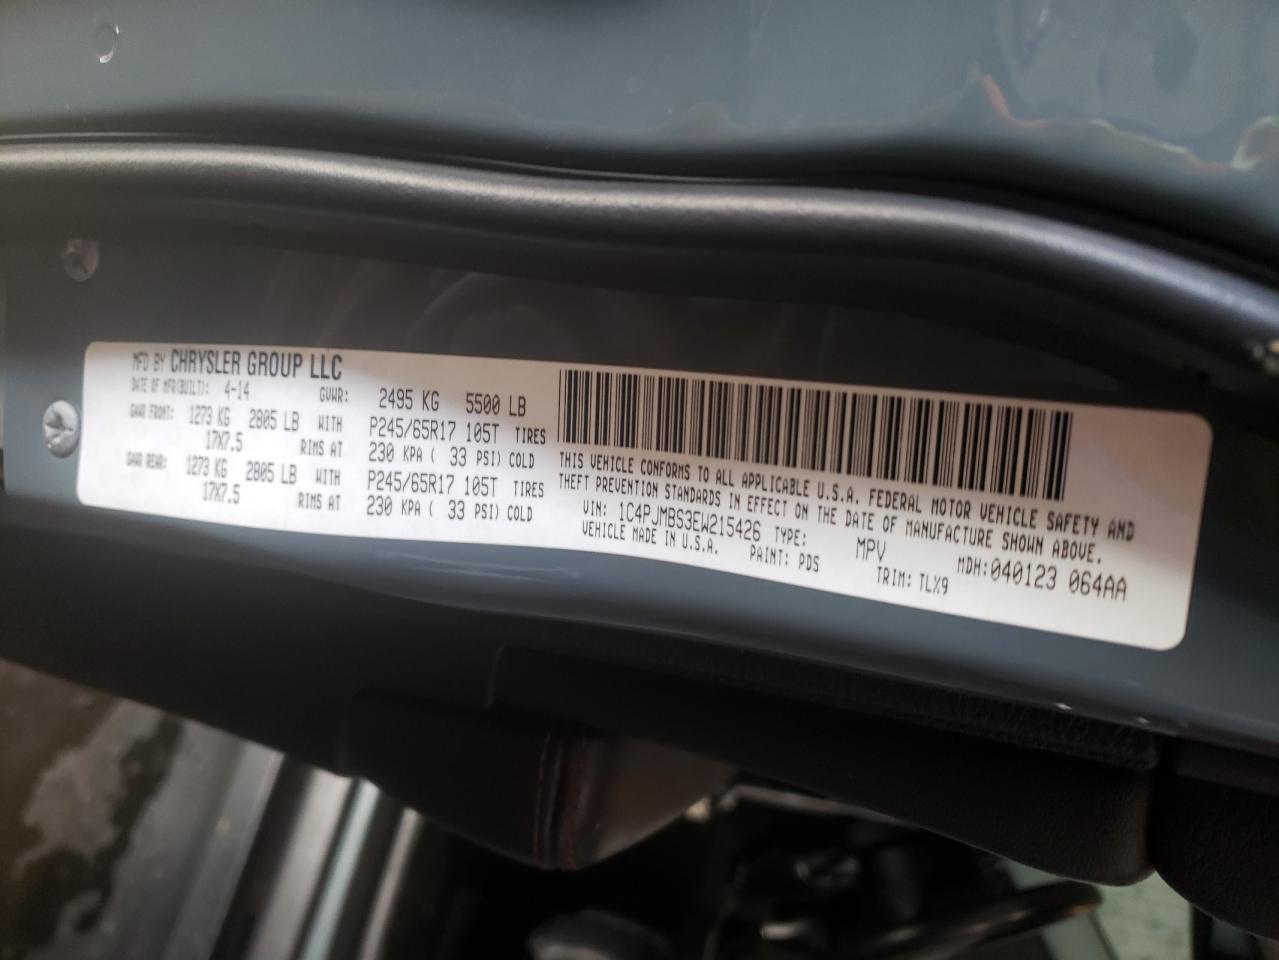 MFD BY CHRYSLER GROUP LLC
DATE OF MFR(BUILT): 4-14 GVWR: 2495 KG 5500 LB
GAWR FRONT: 1273 KG 2805 LB WITH P245/65R17 105T TIRES
17X7.5 RIMS AT 230 KPA ( 33 PSI) COLD
GAWR REAR: 1273 KG 2805 LB WITH P245/65R17 105T TIRES
17X7.5 RIMS AT 230 KPA ( 33 PSI) COLD
THIS VEHICLE CONFORMS TO ALL APPLICABLE U.S.A. FEDERAL MOTOR VEHICLE SAFETY AND
THEFT PREVENTION STANDARDS IN EFFECT ON THE DATE OF MANUFACTURE SHOWN ABOVE.
VIN: 1C4PJMBS3EW215426 TYPE: MPV MDH:040123 064AA
VEHICLE MADE IN U.S.A. PAINT: PDS TRIM: TLX9